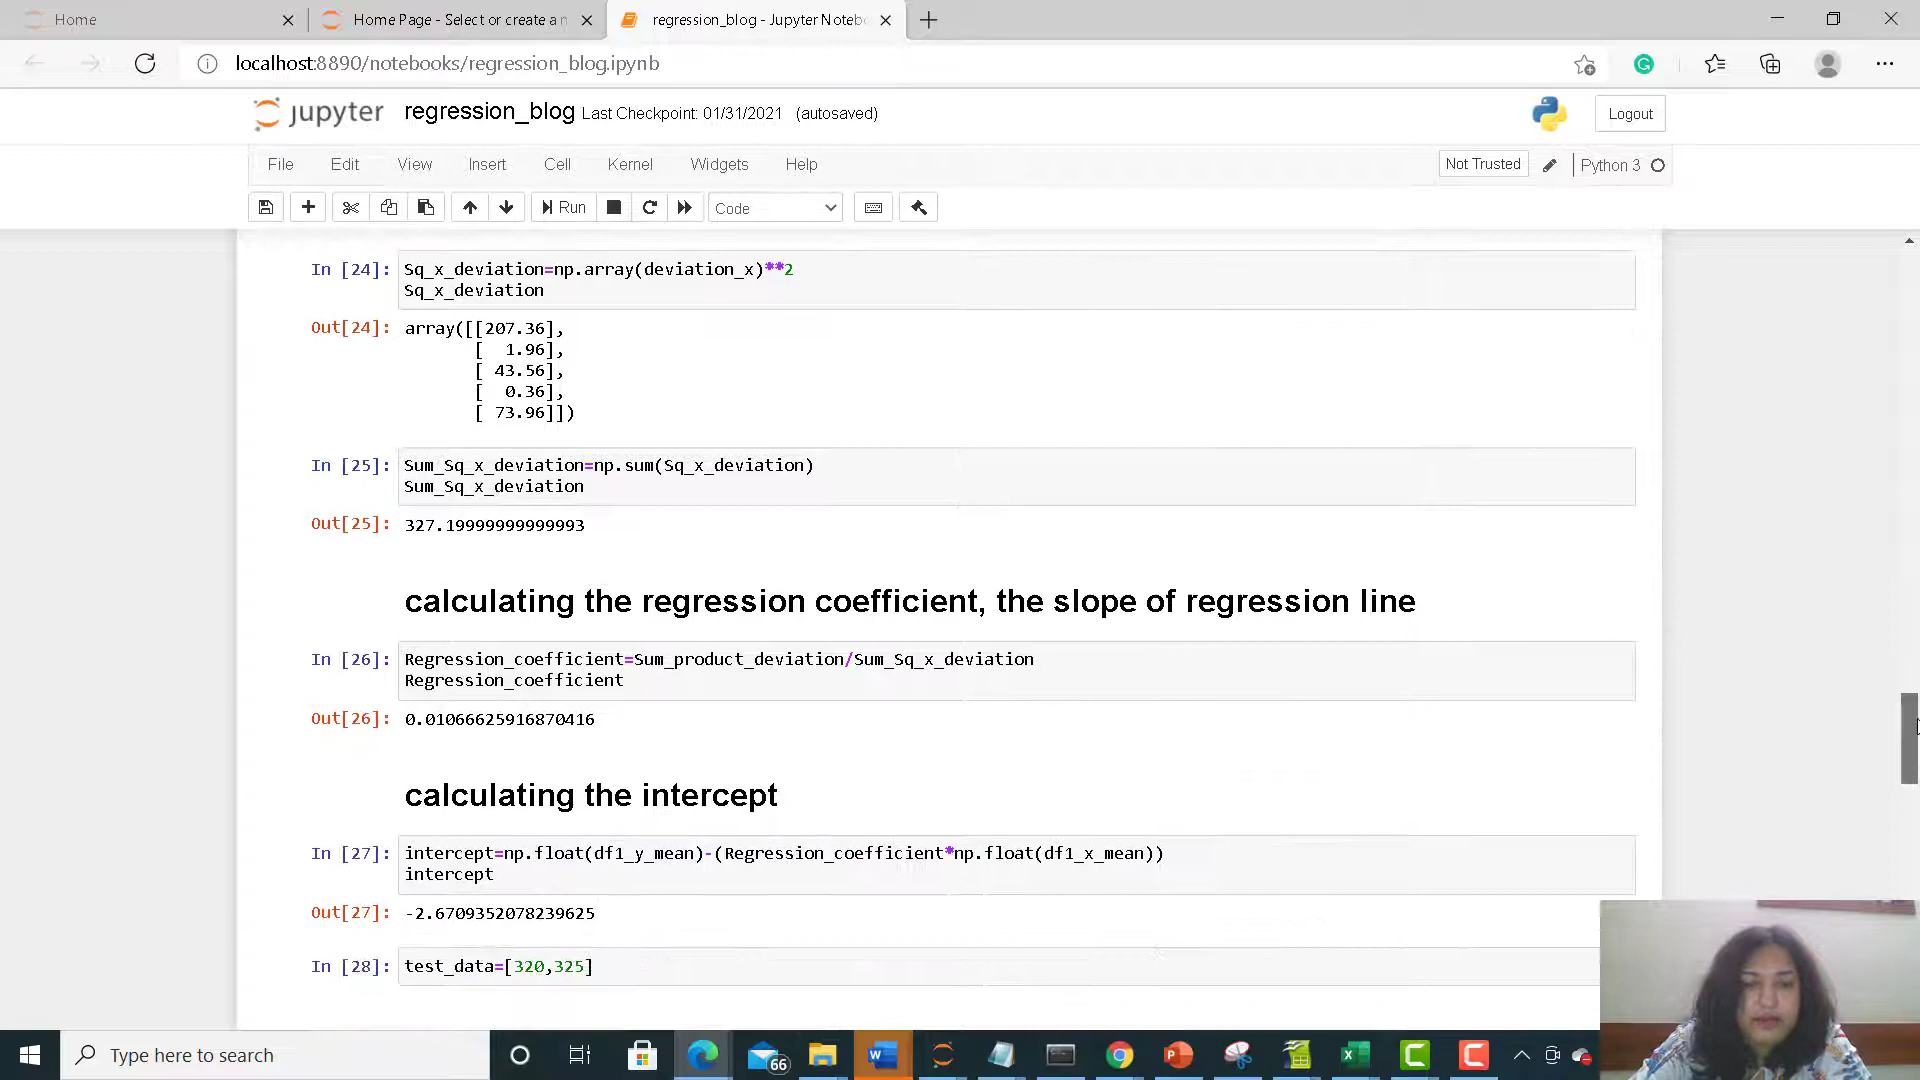 Home
Home Page - Select or create a n
regression_blog - Jupyter Noteb
localhost:8890/notebooks/regression_blog.ipynb
jupyter
regression_blog Last Checkpoint: 01/31/2021 (autosaved)
Logout
File Edit View Insert Cell Kernel Widgets Help
Not Trusted
Python 3
Run
Code
In [24]: Sq_x_deviation=np.array(deviation_x)**2
Sq_x_deviation
Out[24]: array([[207.36],
[ 1.96],
[ 43.56],
[ 0.36],
[ 73.96]])
In [25]: Sum_Sq_x_deviation=np.sum(Sq_x_deviation)
Sum_Sq_x_deviation
Out[25]: 327.19999999999993
calculating the regression coefficient, the slope of regression line
In [26]: Regression_coefficient=Sum_product_deviation/Sum_Sq_x_deviation
Regression_coefficient
Out[26]: 0.01066625916870416
calculating the intercept
In [27]: intercept=np.float(df1_y_mean)-(Regression_coefficient*np.float(df1_x_mean))
intercept
Out[27]: -2.6709352078239625
In [28]: test_data=[320,325]
Type here to search
66